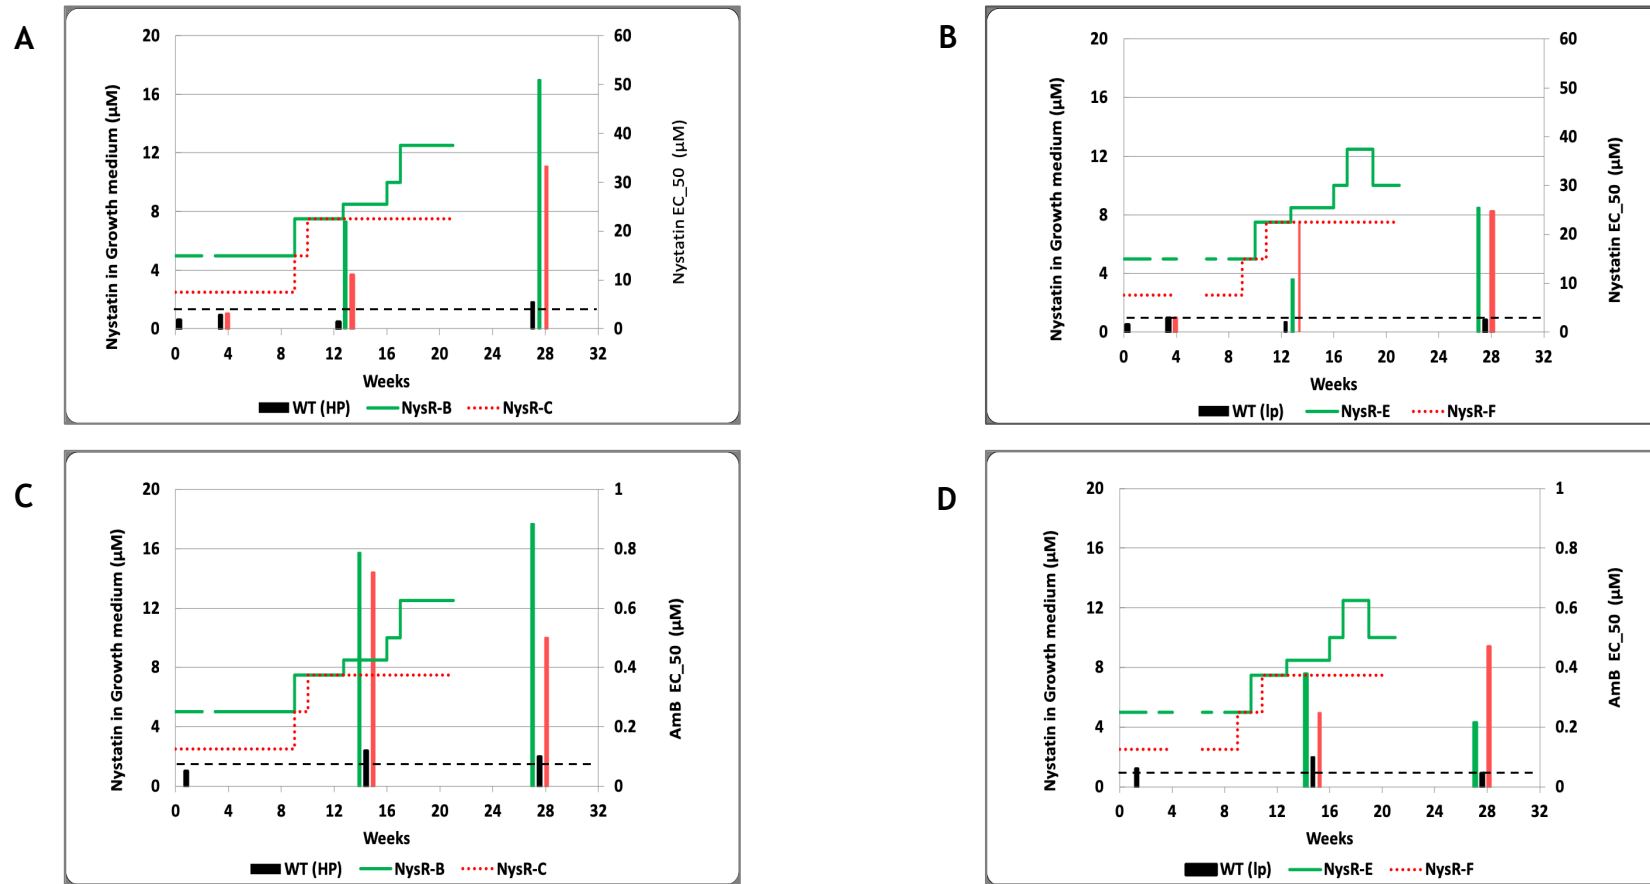 A
Nystatin in Growth medium (µM)
20
16
12
8
4
0
60
50
40
30
20
10
0
Nystatin EC_50 (µM)
0 4 8 12 16 20 24 28 32
Weeks
WT (HP) NysR-B NysR-C
B
Nystatin in Growth medium (µM)
20
16
12
8
4
0
60
50
40
30
20
10
0
Nystatin EC_50 (µM)
0 4 8 12 16 20 24 28 32
Weeks
WT (lp) NysR-E NysR-F
C
Nystatin in Growth medium (µM)
20
16
12
8
4
0
1
0.8
0.6
0.4
0.2
0
AmB EC_50 (µM)
0 4 8 12 16 20 24 28 32
Weeks
WT (HP) NysR-B NysR-C
D
Nystatin in Growth medium (µM)
20
16
12
8
4
0
1
0.8
0.6
0.4
0.2
0
AmB EC_50 (µM)
0 4 8 12 16 20 24 28 32
Weeks
WT (lp) NysR-E NysR-F